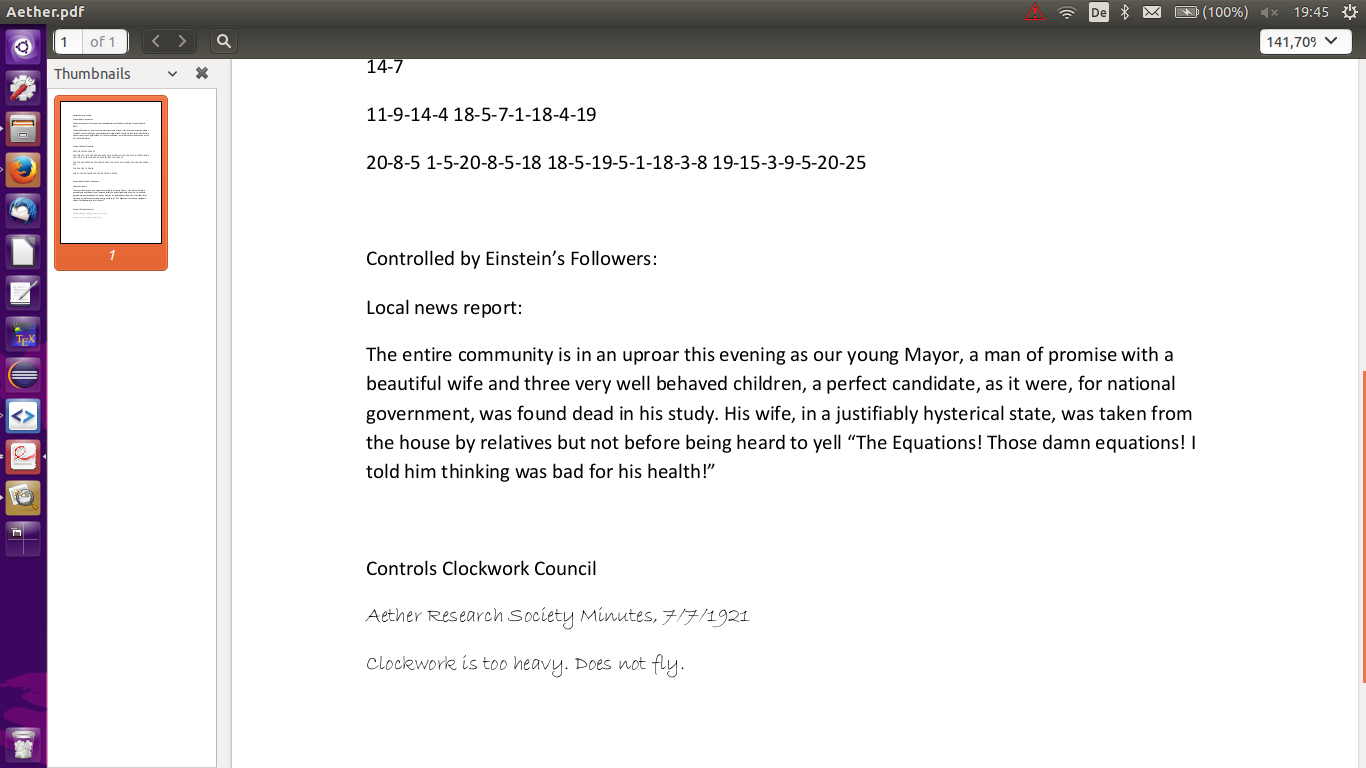 Aether.pdf
De
(100%)
19:45
1 of 1
141,70%
Thumbnails
1
14-7
11-9-14-4 18-5-7-1-18-4-19
20-8-5 1-5-20-8-5-18 18-5-19-5-1-18-3-8 19-15-3-9-5-20-25
Controlled by Einstein’s Followers:
Local news report:
The entire community is in an uproar this evening as our young Mayor, a man of promise with a
beautiful wife and three very well behaved children, a perfect candidate, as it were, for national
government, was found dead in his study. His wife, in a justifiably hysterical state, was taken from
the house by relatives but not before being heard to yell “The Equations! Those damn equations! I
told him thinking was bad for his health!”
Controls Clockwork Council
Aether Research Society Minutes, 7/7/1921
Clockwork is too heavy. Does not fly.